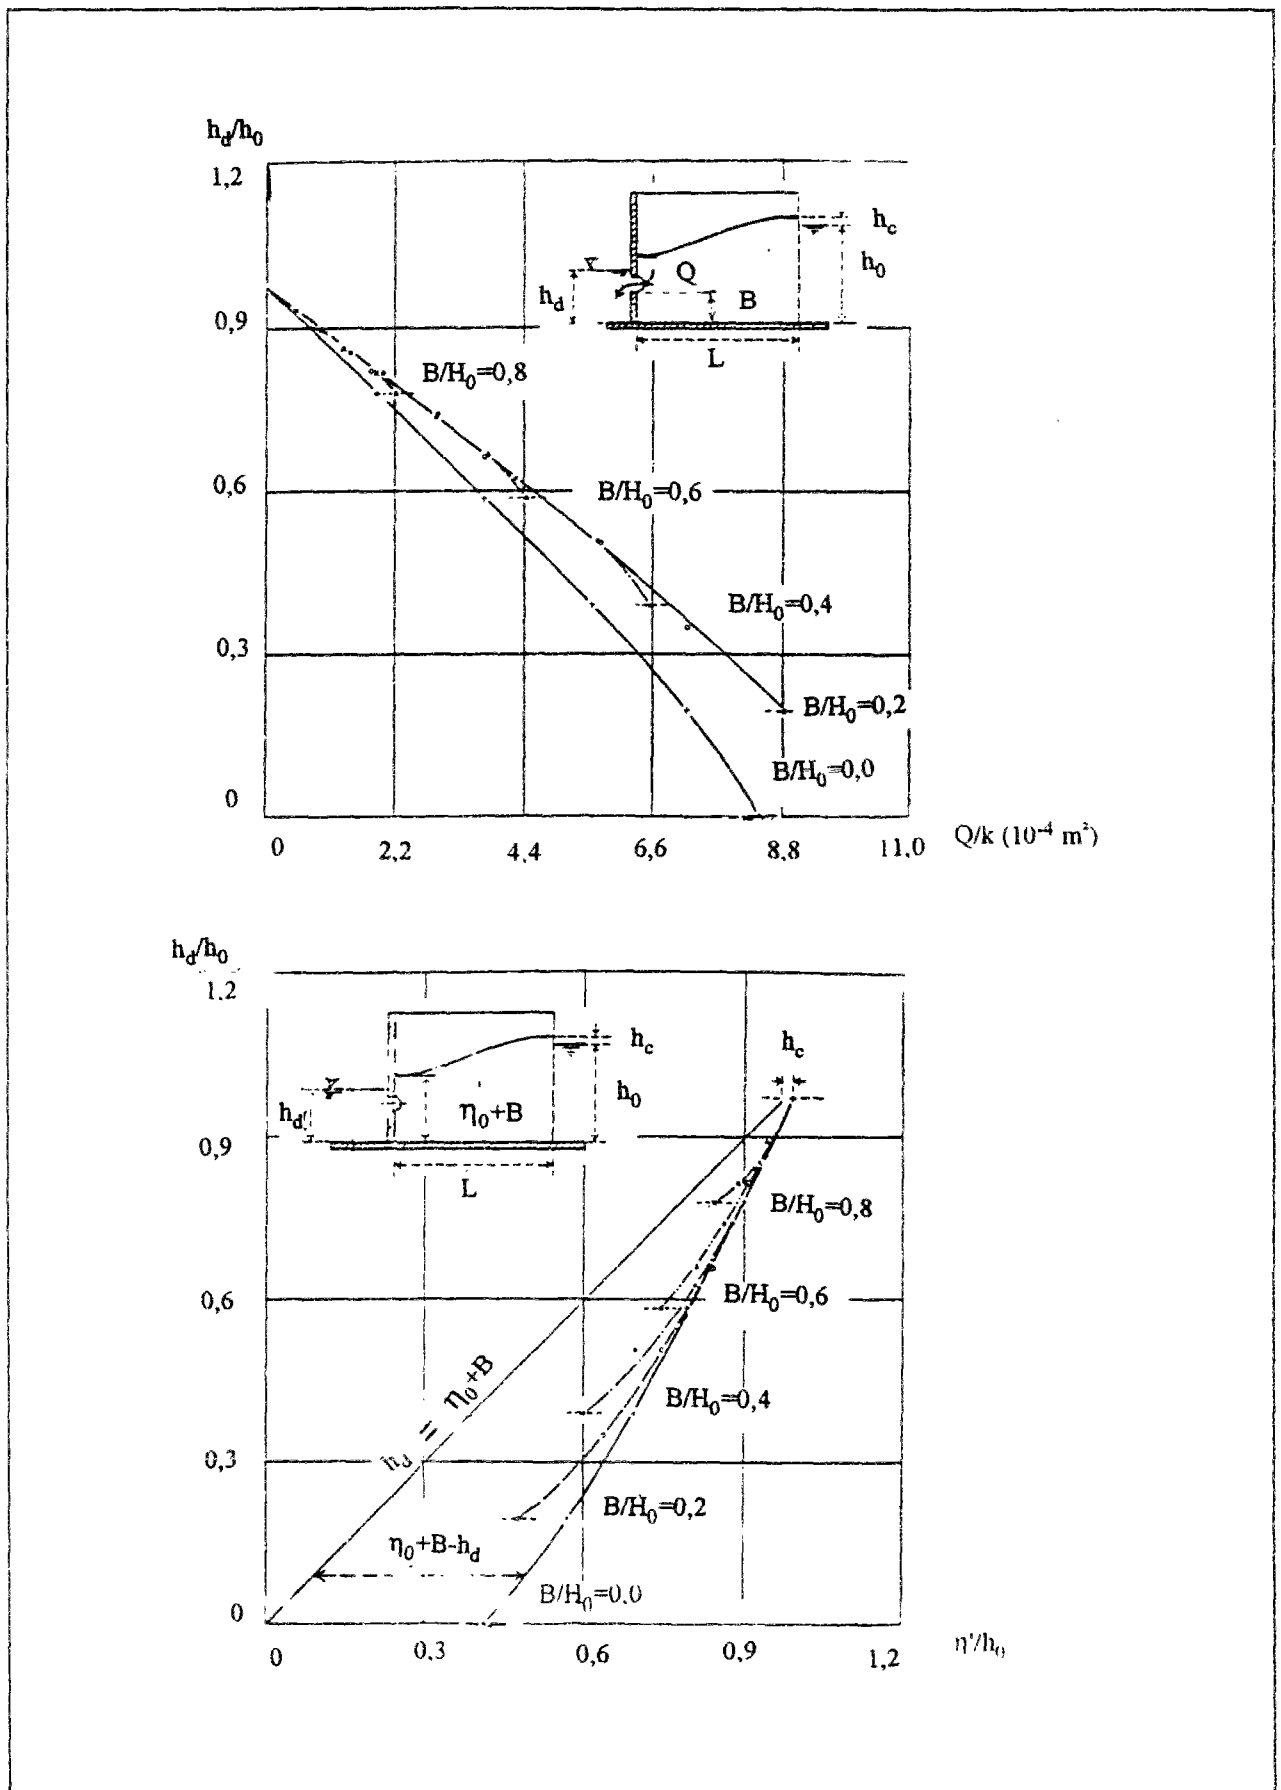 h_d/h_0
1,2
h_c
h_0
Q
h_d
B
0,9
L
B/H_0=0,8
0,6
B/H_0=0,6
B/H_0=0,4
0,3
B/H_0=0,2
B/H_0=0,0
0
0 2,2 4,4 6,6 8,8 11,0
Q/k (10⁻⁴ m²)
h_d/h_0
1,2
h_c
h_c
h_0
η_0+B
h_d
0,9
L
B/H_0=0,8
0,6
B/H_0=0,6
h_d = η_0+B
B/H_0=0,4
0,3
B/H_0=0,2
η_0+B-h_d
B/H_0=0,0
0
0 0,3 0,6 0,9 1,2
η'/h_0